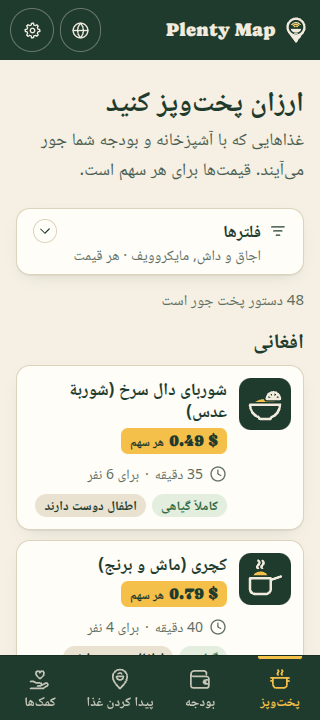 Plenty Map
ارزان پخت‌وپز کنید
غذاهایی که با آشپزخانه و بودجه شما جور
می‌آیند. قیمت‌ها برای هر سهم است.
فلترها
اجاق و داش, مایکروویف · هر قیمت
48 دستور پخت جور است
افغانی
شوربای دال سرخ (شوربة
عدس)
0.49 $ هر سهم
35 دقیقه · برای 6 نفر
کاملاً گیاهی
اطفال دوست دارند
کچری (ماش و برنج)
0.79 $ هر سهم
40 دقیقه · برای 4 نفر
پخت‌وپز
بودجه
پیدا کردن غذا
کمک‌ها